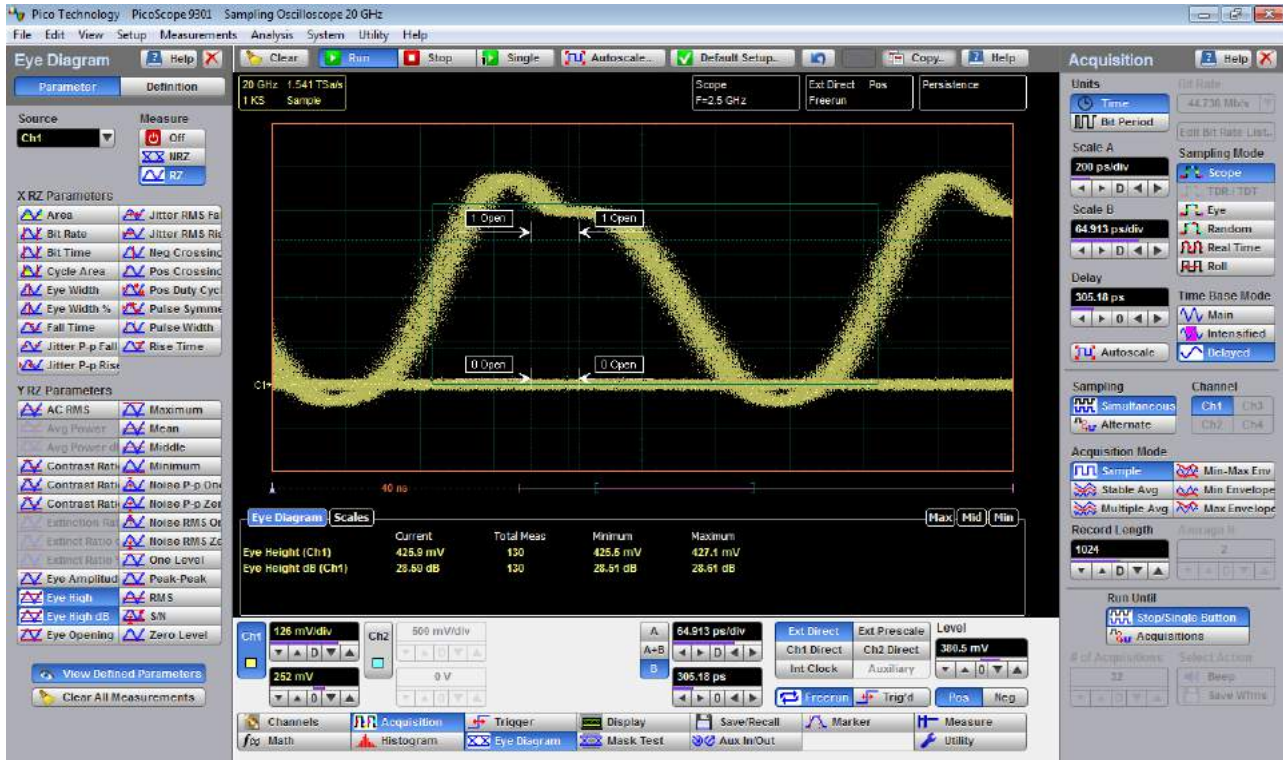 Pico Technology PicoScope 9301 Sampling Oscilloscope 20 GHz
File Edit View Setup Measurements Analysis System Utility Help
Eye Diagram Help
Parameter Definition
Source Measure
Ch1 Off
NRZ
RZ
X RZ Parameters
Area Jitter RMS Fa
Bit Rate Jitter RMS Ris
Bit Time Neg Crossing
Cycle Area Pos Crossing
Eye Width Pos Duty Cyc
Eye Width % Pulse Symme
Fall Time Pulse Width
Jitter P-p Fall Rise Time
Jitter P-p Rise
Y RZ Parameters
AC RMS Maximum
Avg Power Mean
Avg Power d Middle
Contrast Rati Minimum
Contrast Rati Noise P-p One
Contrast Rati Noise P-p Zer
Extinction Rat Noise RMS On
Extinct Ratio Noise RMS Ze
Extinct Ratio One Level
Eye Amplitud Peak-Peak
Eye High RMS
Eye High dB S/N
Eye Opening Zero Level
View Defined Parameters
Clear All Measurements
Clear Run Stop Single Autoscale... Default Setup... Copy... Help
20 GHz 1.541 TSa/s
1 KS Sample
Scope
F=2.5 GHz
Ext Direct Pos
Freerun
Persistence
1 Open 1 Open
0 Open 0 Open
C1
40 ns
Eye Diagram Scales Max Mid Min
Current Total Meas Minimum Maximum
Eye Height (Ch1) 425.9 mV 130 425.5 mV 427.1 mV
Eye Height dB (Ch1) 28.59 dB 130 28.51 dB 28.61 dB
Ch1 126 mV/div Ch2 500 mV/div
D D
252 mV 0 V
0 0
A 64.913 ps/div
A+B D
B 305.18 ps
0
Ext Direct Ext Prescale
Ch1 Direct Ch2 Direct
Int Clock Auxiliary
Freerun Trig'd
Level
380.5 mV
0
Pos Neg
Channels Acquisition Trigger Display Save/Recall Marker Measure
f(x) Math Histogram Eye Diagram Mask Test Aux In/Out Utility
Acquisition Help
Units Bit Rate
Time 44.736 Mb/s
Bit Period Edit Bit Rate List...
Scale A Sampling Mode
200 ps/div Scope
D TDR / TDT
Scale B Eye
64.913 ps/div Random
D Real Time
Roll
Delay
305.18 ps Time Base Mode
0 Main
Intensified
Autoscale Delayed
Sampling Channel
Simultaneous Ch1 Ch3
Alternate Ch2 Ch4
Acquisition Mode
Sample Min-Max Env
Stable Avg Min Envelope
Multiple Avg Max Envelope
Record Length Average N
1024 2
D D
Run Until
Stop/Single Button
Acquisitions
# of Acquisitions Select Action
32 Beep
D Save Wfms